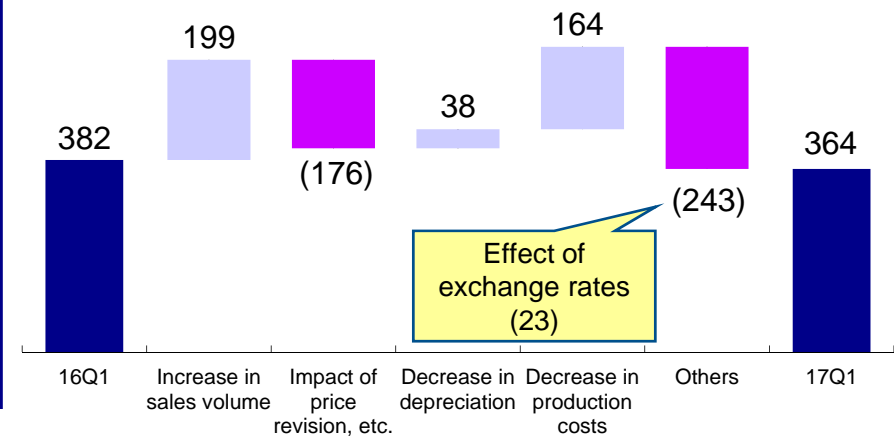 199
164
38
382
364
(176)
(243)
Effect of
exchange rates
(23)
16Q1
Increase in
sales volume
Impact of
price
revision, etc.
Decrease in
depreciation
Decrease in
production
costs
Others
17Q1